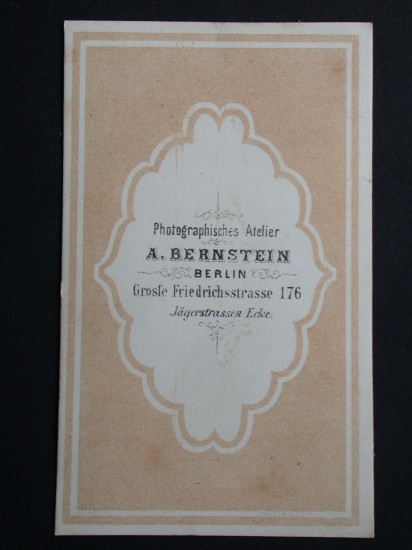 Photographisches Atelier
A. BERNSTEIN
BERLIN
Große Friedrichsstrasse 176
Jägerstrassen Ecke.